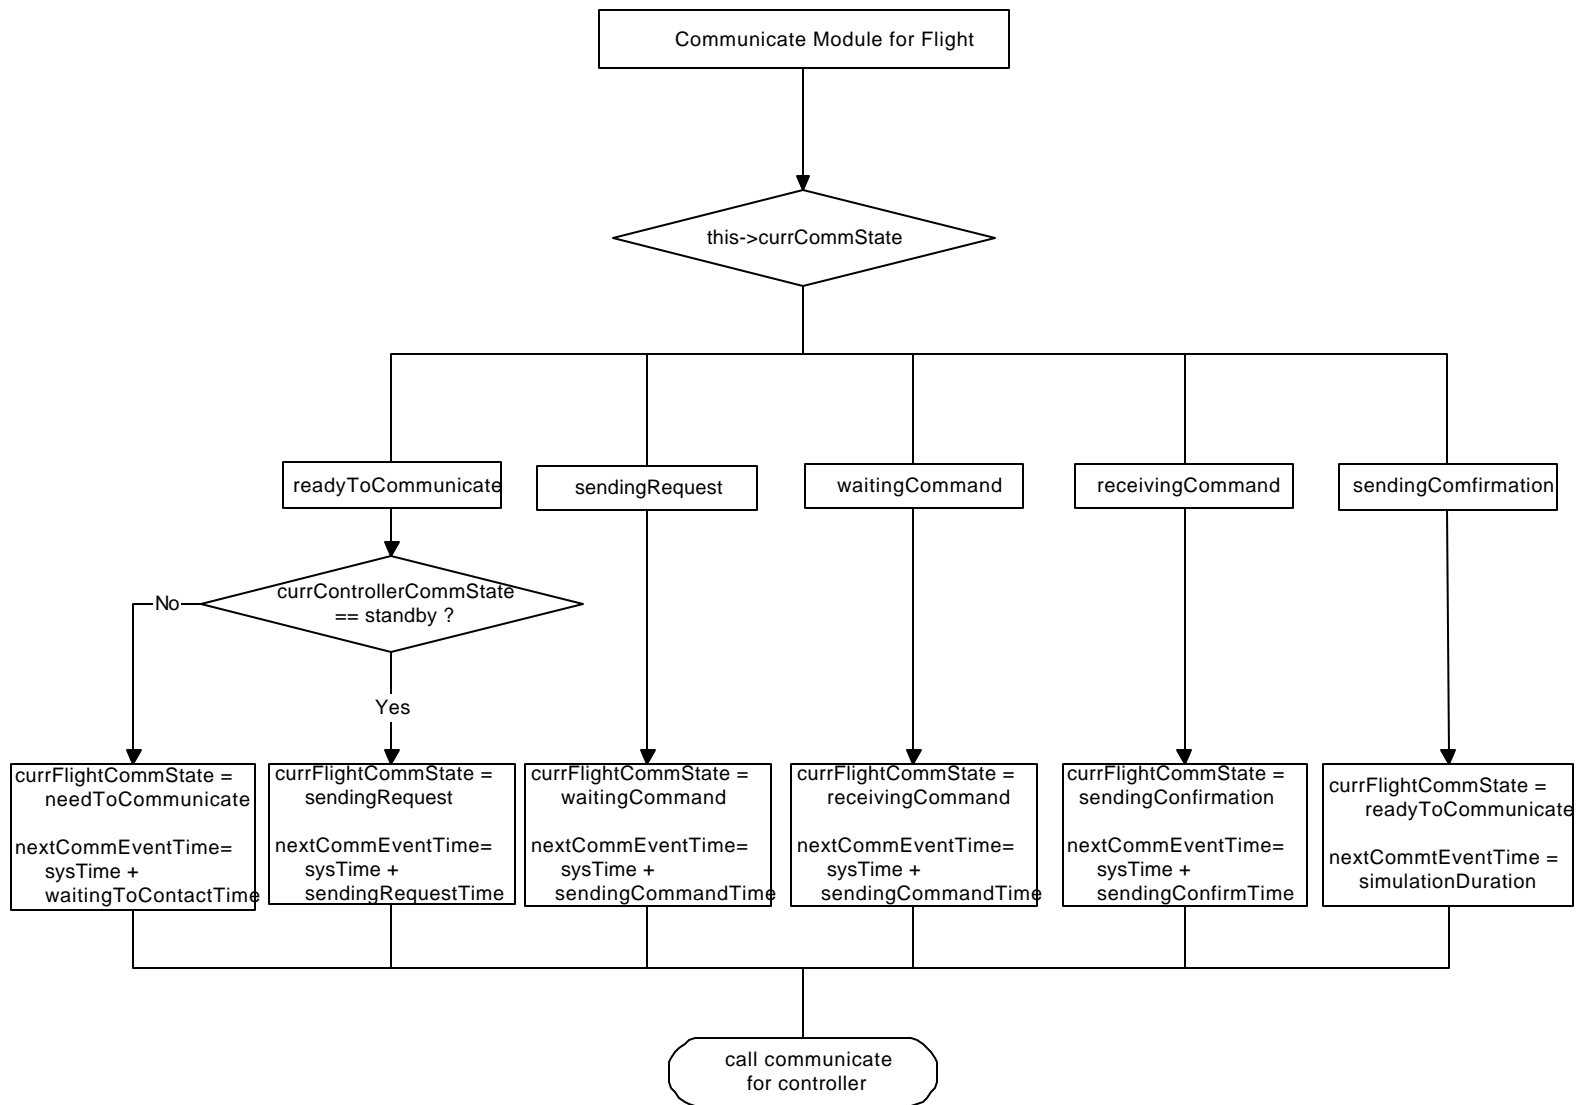 Communicate Module for Flight
this->currCommState
readyToCommunicate
sendingRequest
waitingCommand
receivingCommand
sendingComfirmation
currControllerCommState
== standby ?
No
Yes
currFlightCommState =
needToCommunicate
nextCommEventTime=
sysTime +
waitingToContactTime
currFlightCommState =
sendingRequest
nextCommEventTime=
sysTime +
sendingRequestTime
currFlightCommState =
waitingCommand
nextCommEventTime=
sysTime +
sendingCommandTime
currFlightCommState =
receivingCommand
nextCommEventTime=
sysTime +
sendingCommandTime
currFlightCommState =
sendingConfirmation
nextCommEventTime=
sysTime +
sendingConfirmTime
currFlightCommState =
readyToCommunicate
nextCommtEventTime =
simulationDuration
call communicate
for controller